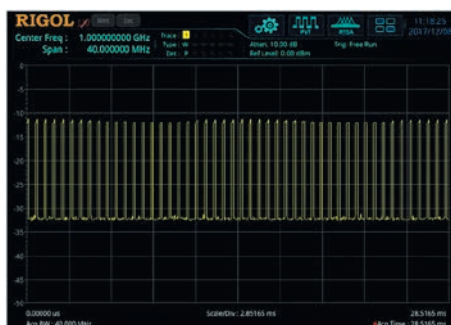 RIGOL
11:18:25
2017/12/08
Center Freq : 1.000000000 GHz
Span : 40.000000 MHz
Trace : 1
Type : W
Det : P
Atten: 10.00 dB
Ref Level: 0.00 dBm
PVT
RTSA
Trig: Free Run
0
-5
-10
-15
-20
-25
-30
-35
-40
-45
-50
0.00000 us
Scale/Div : 2.85165 ms
28.5165 ms
Acq BW : 40.000 MHz
Acq Time : 28.5165 ms